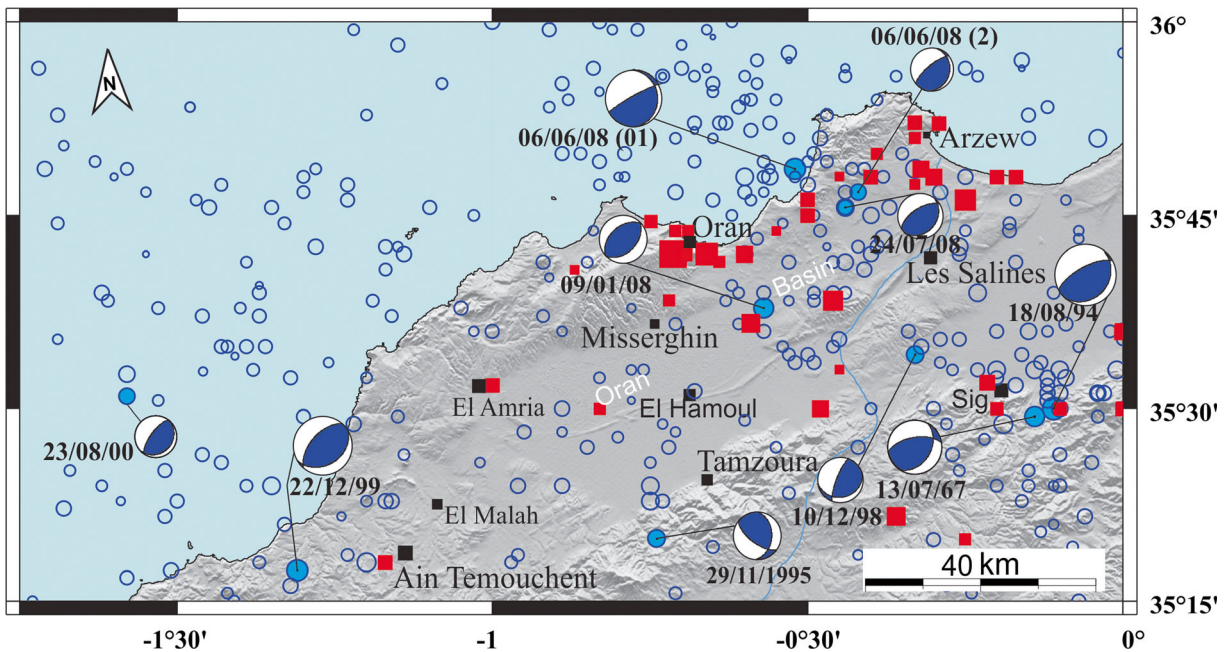 36°
06/06/08 (2)
N
06/06/08 (01)
Arzew
35°45'
Oran
24/07/08
Les Salines
09/01/08
Basin
18/08/94
Misserghin
Oran
El Amria
El Hamoul
Sig
35°30'
23/08/00
22/12/99
Tamzoura
13/07/67
10/12/98
El Malah
29/11/1995
Ain Temouchent
40 km
35°15'
-1°30'
-1
-0°30'
0°